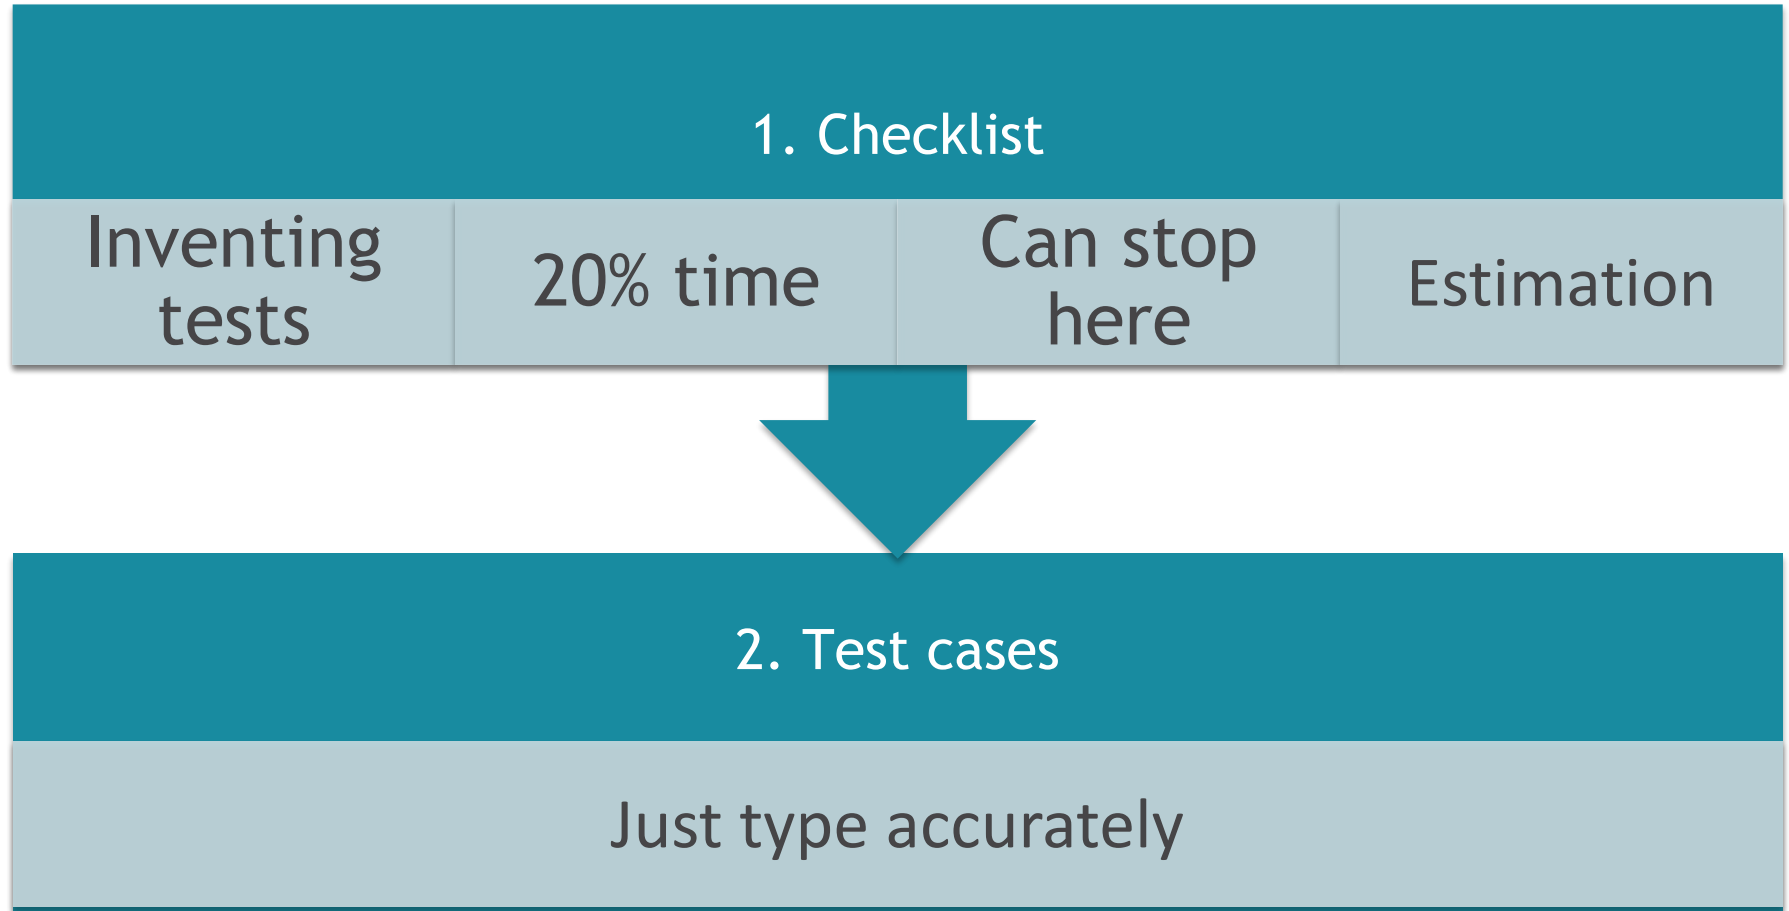 1. Checklist
Inventing
tests
20% time
Can stop
here
Estimation
2. Test cases
Just type accurately